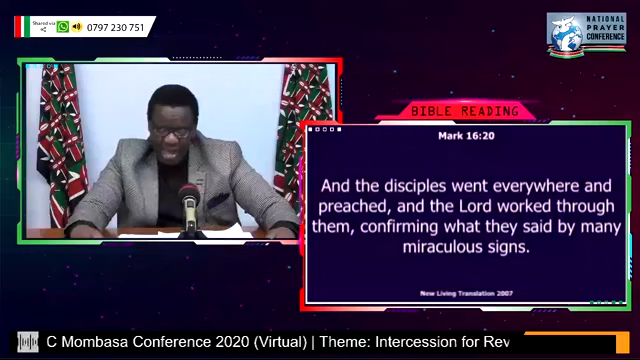 Shared via
0797 230 751
NATIONAL
PRAYER
CONFERENCE
BIBLE READING
Mark 16:20
And the disciples went everywhere and
preached, and the Lord worked through
them, confirming what they said by many
miraculous signs.
New Living Translation 2007
C Mombasa Conference 2020 (Virtual) | Theme: Intercession for Rev